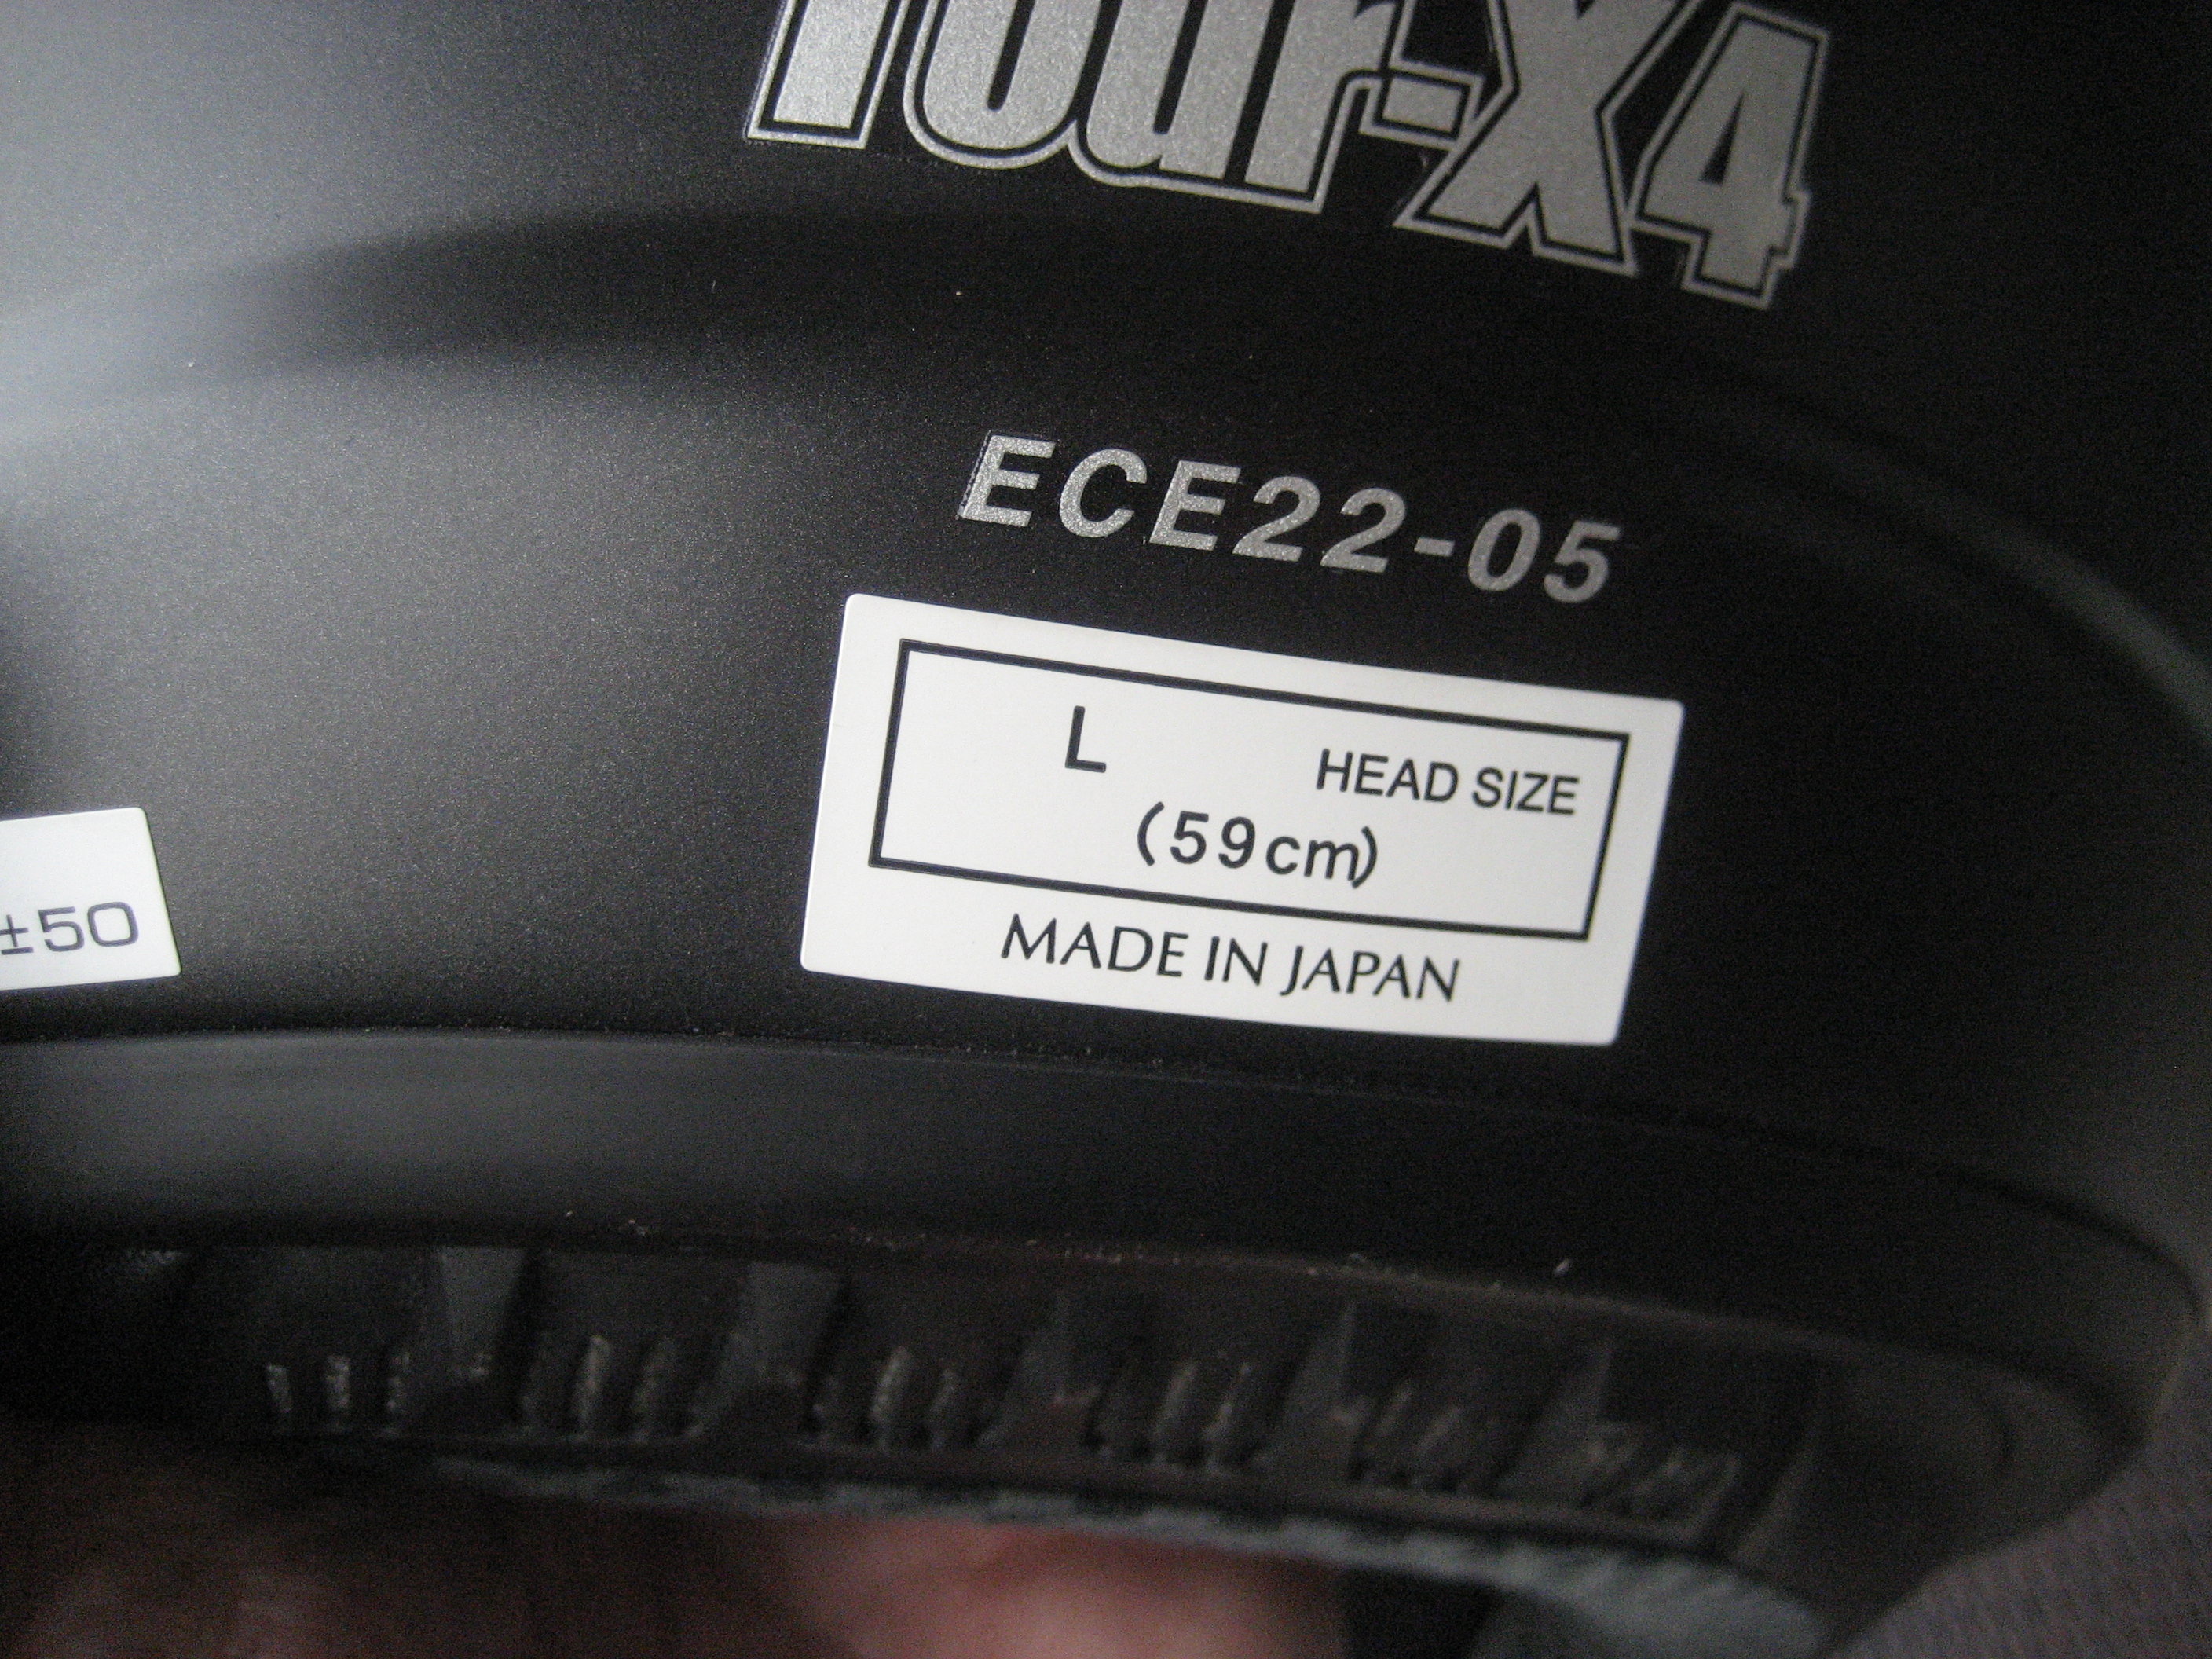 Tour-X4
ECE22-05
L HEAD SIZE
(59cm)
±50
MADE IN JAPAN